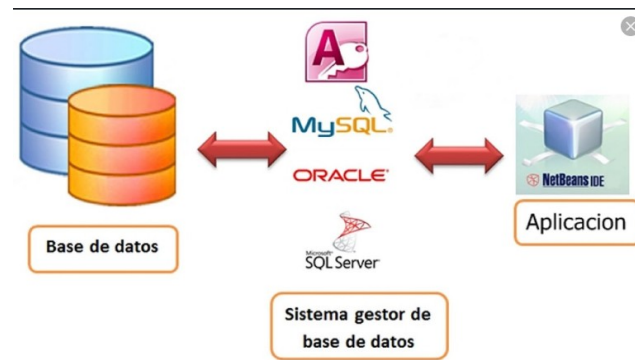 A
MySQL®
ORACLE®
Microsoft®
SQL Server®
NetBeans IDE
Base de datos
Aplicacion
Sistema gestor de
base de datos